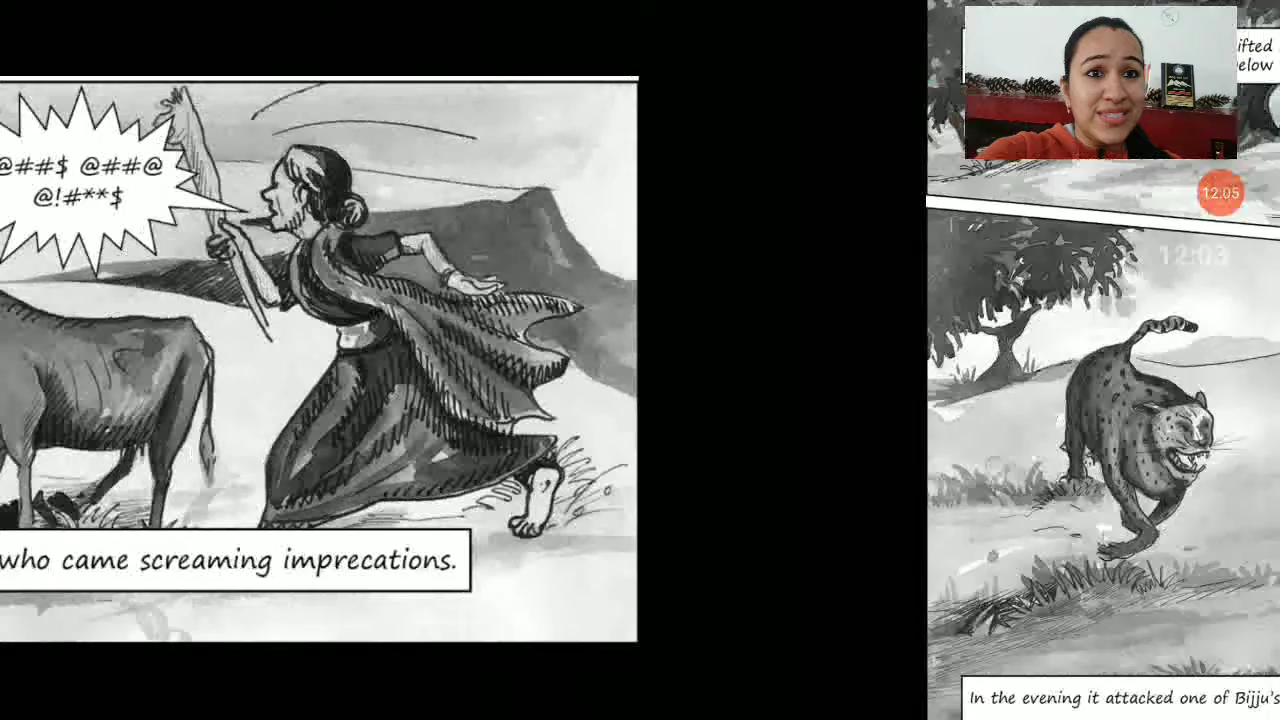 @##$ @##@
@!#**$
who came screaming imprecations.
ifted
elow
12:05
12:03
In the evening it attacked one of Bijju's